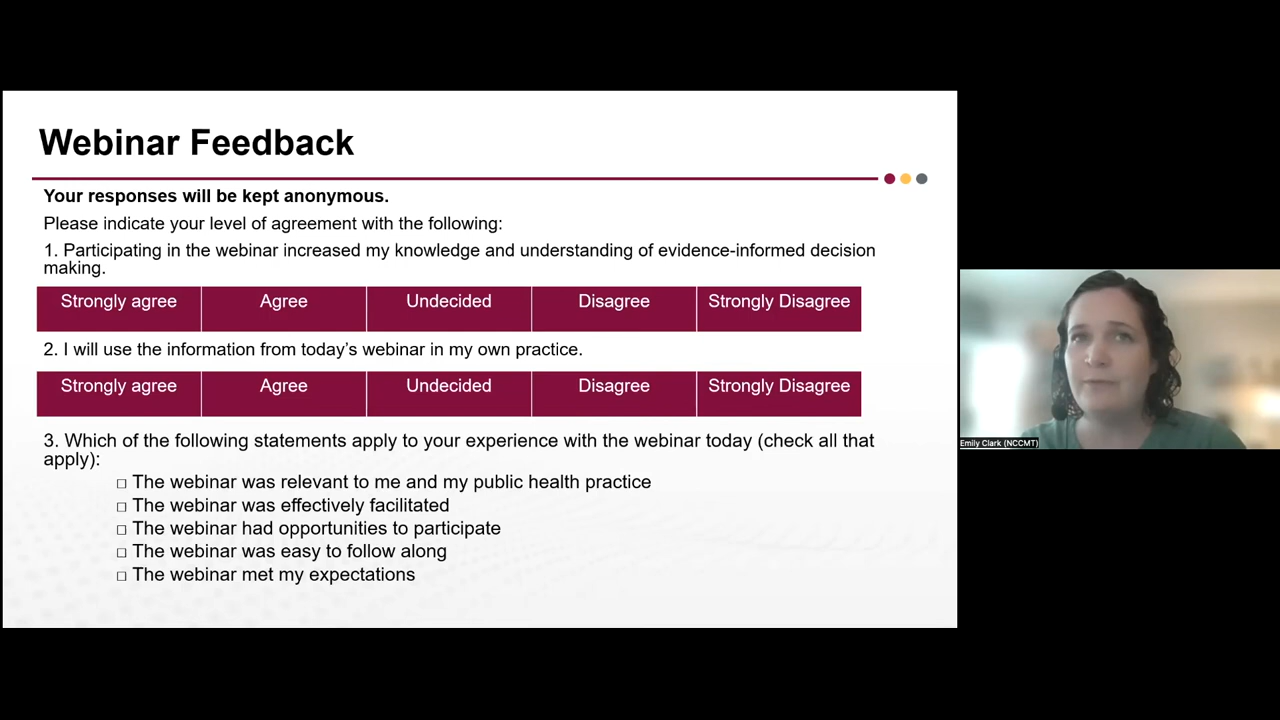 Webinar Feedback
Your responses will be kept anonymous.
Please indicate your level of agreement with the following:
1. Participating in the webinar increased my knowledge and understanding of evidence-informed decision
making.
Strongly agree Agree Undecided Disagree Strongly Disagree
2. I will use the information from today’s webinar in my own practice.
Strongly agree Agree Undecided Disagree Strongly Disagree
3. Which of the following statements apply to your experience with the webinar today (check all that
apply):
□ The webinar was relevant to me and my public health practice
□ The webinar was effectively facilitated
□ The webinar had opportunities to participate
□ The webinar was easy to follow along
□ The webinar met my expectations
Emily Clark (NCCMT)